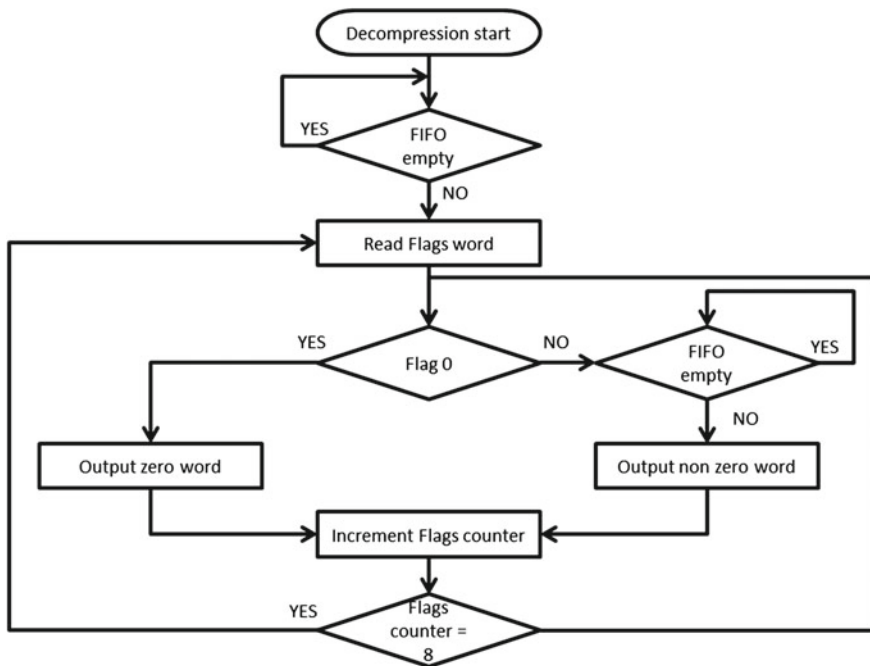 Decompression start
YES
FIFO
empty
NO
Read Flags word
YES
Flag 0
NO
FIFO
empty
YES
NO
Output zero word
Output non zero word
Increment Flags counter
YES
Flags
counter =
8